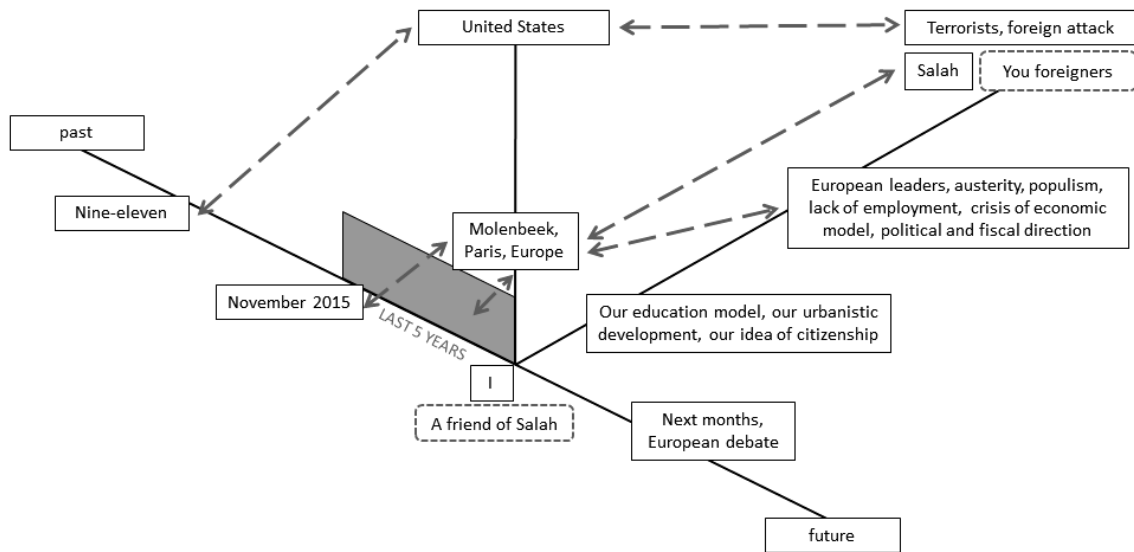 United States
Terrorists, foreign attack
Salah
You foreigners
past
Nine-eleven
Molenbeek,
Paris, Europe
European leaders, austerity, populism,
lack of employment, crisis of economic
model, political and fiscal direction
November 2015
LAST 5 YEARS
Our education model, our urbanistic
development, our idea of citizenship
I
A friend of Salah
Next months,
European debate
future